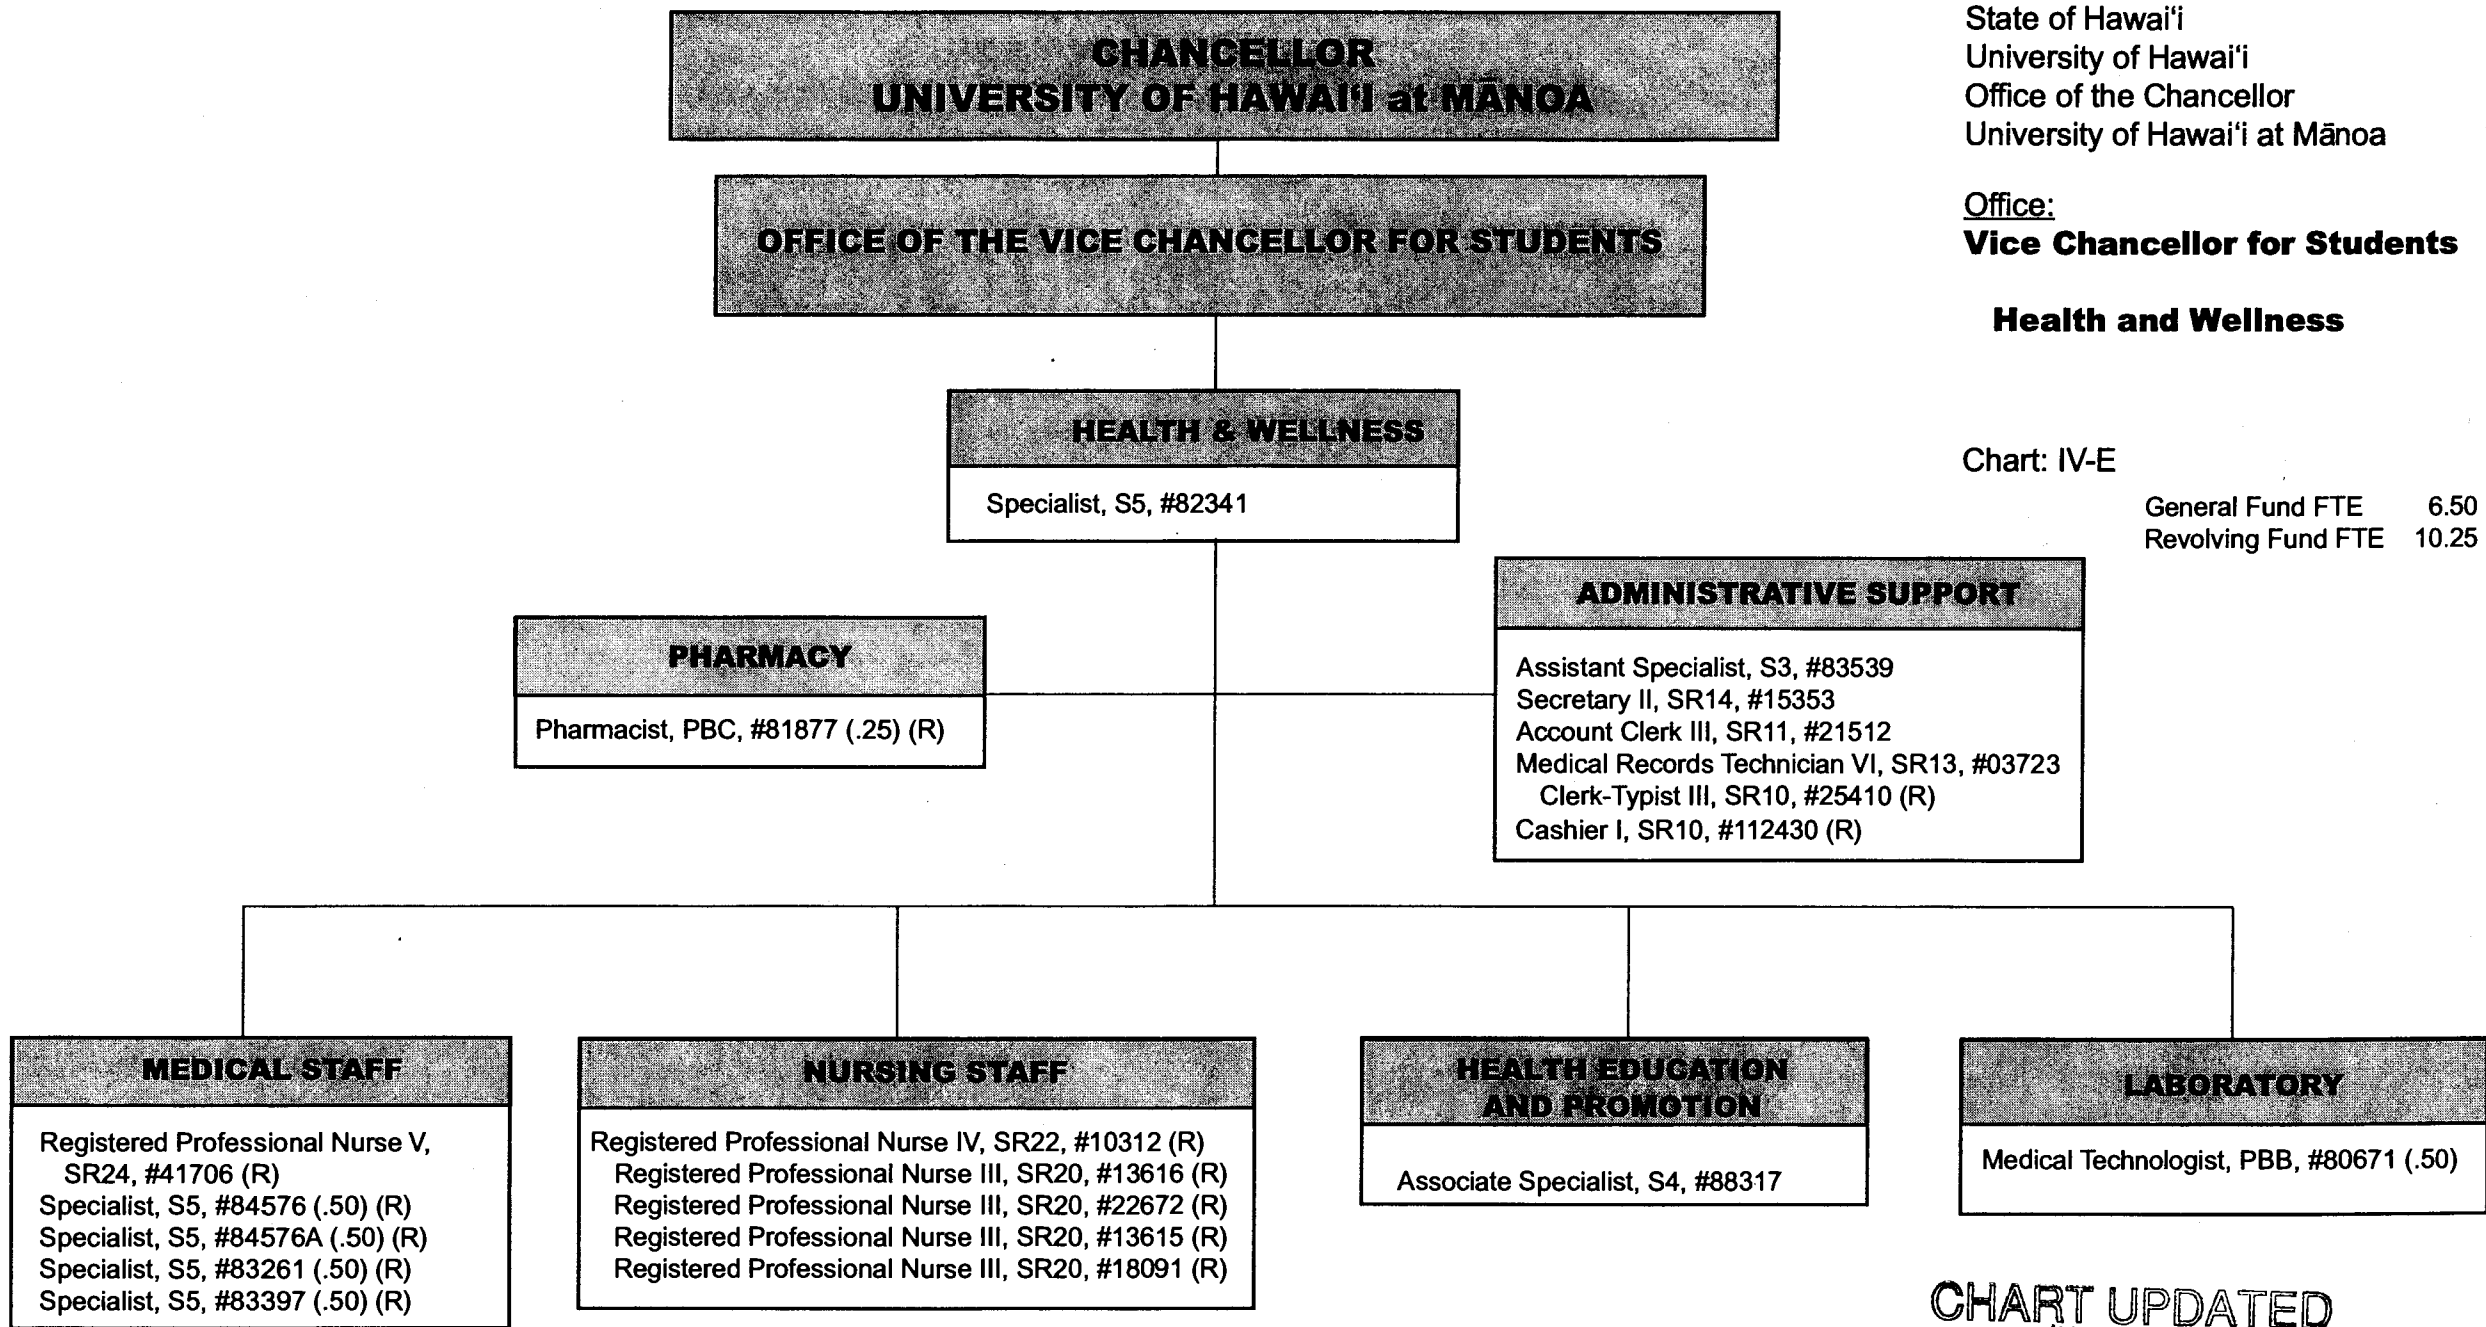 CHANCELLOR
UNIVERSITY OF HAWAIʻI at MĀNOA
OFFICE OF THE VICE CHANCELLOR FOR STUDENTS
State of Hawaiʻi
University of Hawaiʻi
Office of the Chancellor
University of Hawaiʻi at Mānoa
Office:
Vice Chancellor for Students
Health and Wellness
Chart: IV-E
General Fund FTE 6.50
Revolving Fund FTE 10.25
HEALTH & WELLNESS
Specialist, S5, #82341
PHARMACY
Pharmacist, PBC, #81877 (.25) (R)
ADMINISTRATIVE SUPPORT
Assistant Specialist, S3, #83539
Secretary II, SR14, #15353
Account Clerk III, SR11, #21512
Medical Records Technician VI, SR13, #03723
Clerk-Typist III, SR10, #25410 (R)
Cashier I, SR10, #112430 (R)
MEDICAL STAFF
Registered Professional Nurse V,
SR24, #41706 (R)
Specialist, S5, #84576 (.50) (R)
Specialist, S5, #84576A (.50) (R)
Specialist, S5, #83261 (.50) (R)
Specialist, S5, #83397 (.50) (R)
NURSING STAFF
Registered Professional Nurse IV, SR22, #10312 (R)
Registered Professional Nurse III, SR20, #13616 (R)
Registered Professional Nurse III, SR20, #22672 (R)
Registered Professional Nurse III, SR20, #13615 (R)
Registered Professional Nurse III, SR20, #18091 (R)
HEALTH EDUCATION
AND PROMOTION
Associate Specialist, S4, #88317
LABORATORY
Medical Technologist, PBB, #80671 (.50)
CHART UPDATED